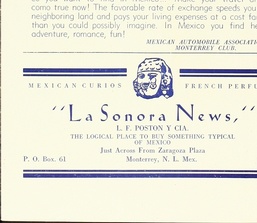 come true now! The favorable rate of exchange speeds you
neighboring land and pays your living expenses at a cost far
than you could possibly imagine. In Mexico you find he
adventure, romance, fun!
MEXICAN AUTOMOBILE ASSOCIATIO
MONTERREY CLUB.
MEXICAN CURIOS
FRENCH PERFU
"La Sonora News,"
L. F. POSTON Y CIA.
THE LOGICAL PLACE TO BUY SOMETHING TYPICAL
OF MEXICO
Just Across From Zaragoza Plaza
P. O. Box. 61 Monterrey, N. L. Mex.